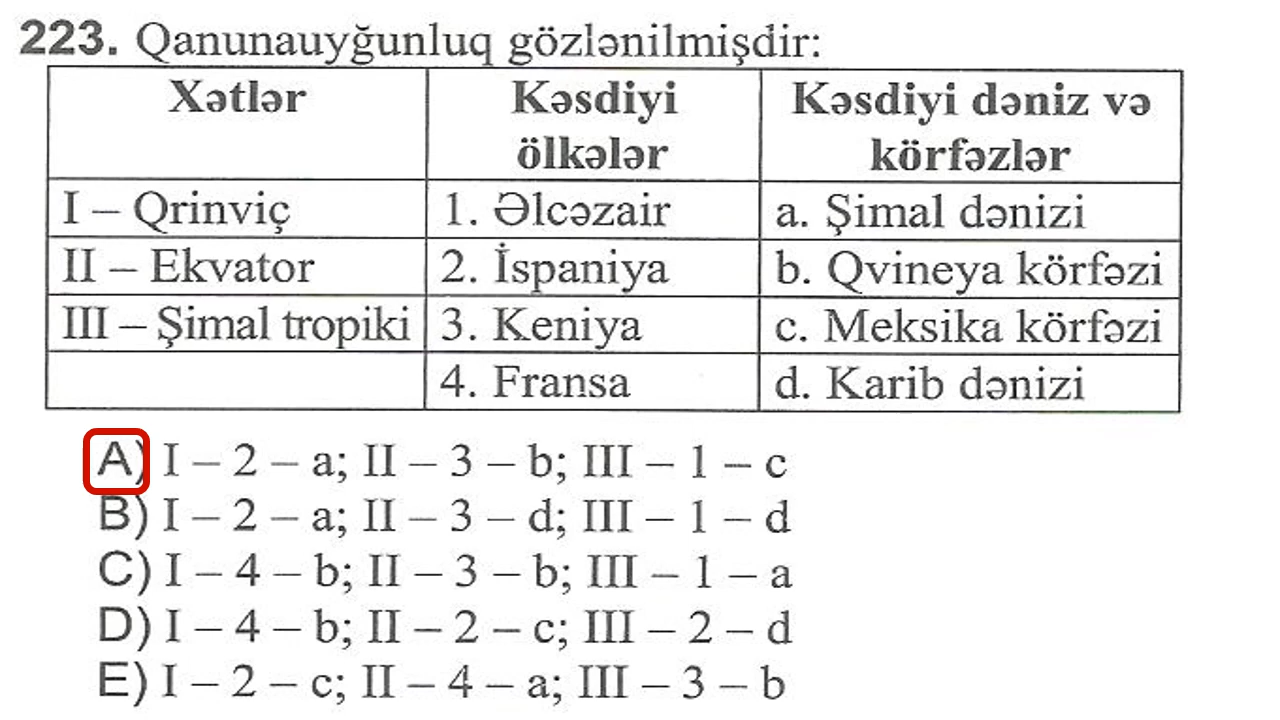 223. Qanunauyğunluq gözlənilmişdir:
Xətlər Kəsdiyi ölkələr Kəsdiyi dəniz və körfəzlər
I – Qrinviç 1. Əlcəzair a. Şimal dənizi
II – Ekvator 2. İspaniya b. Qvineya körfəzi
III – Şimal tropiki 3. Keniya c. Meksika körfəzi
4. Fransa d. Karib dənizi
A) I – 2 – a; II – 3 – b; III – 1 – c
B) I – 2 – a; II – 3 – d; III – 1 – d
C) I – 4 – b; II – 3 – b; III – 1 – a
D) I – 4 – b; II – 2 – c; III – 2 – d
E) I – 2 – c; II – 4 – a; III – 3 – b